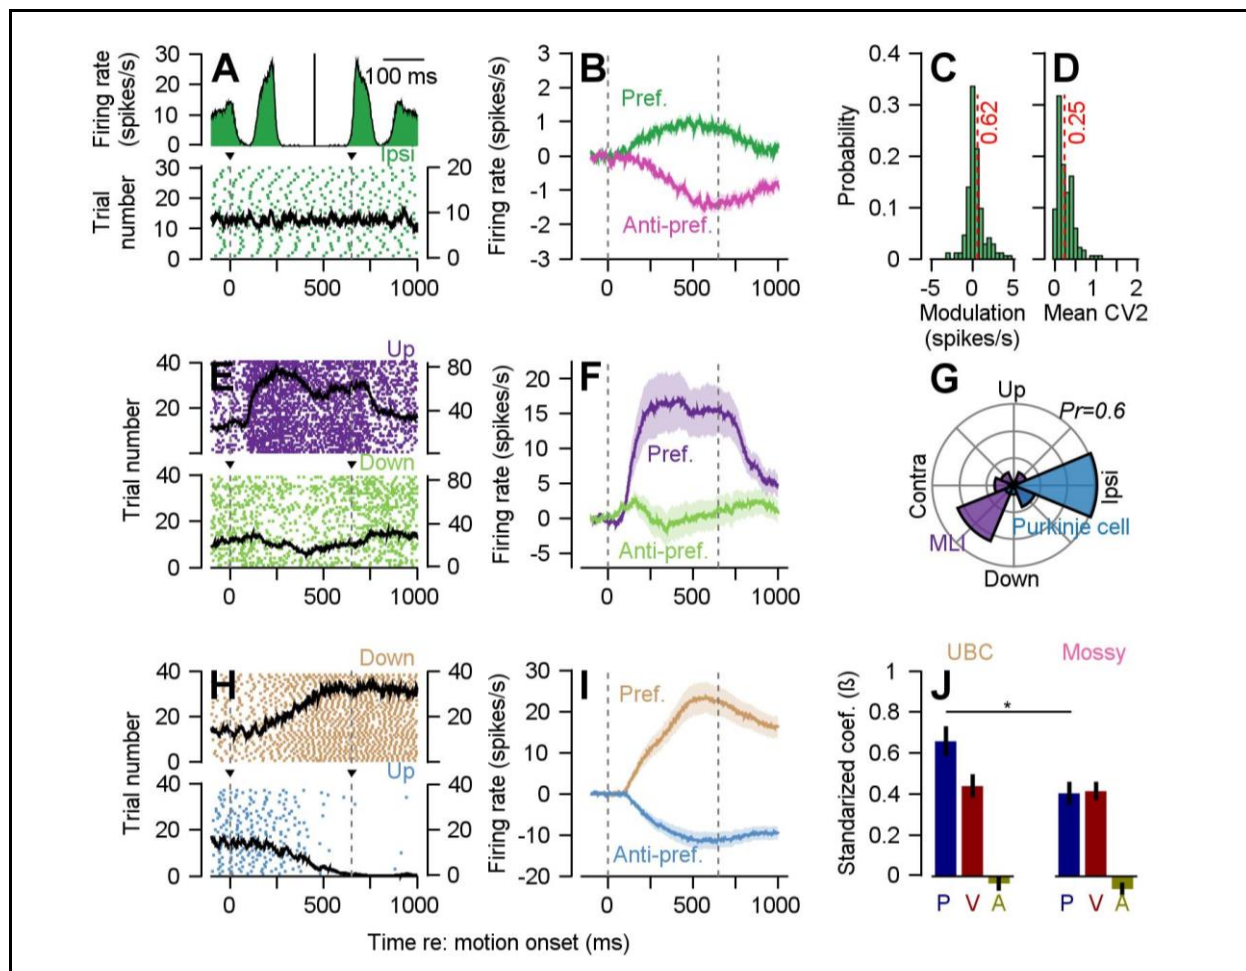 A
Firing rate
(spikes/s)
30
20
10
0
100 ms
Ipsi
Trial
number
30
20
10
0
20
10
0
0 500 1000
B
Firing rate (spikes/s)
3
2
1
0
-1
-2
-3
Pref.
Anti-pref.
0 500 1000
C
Probability
0.4
0.3
0.2
0.1
0
0.62
-5 0 5
Modulation
(spikes/s)
D
0.25
0 1 2
Mean CV2
E
Up
Trial number
40
20
80
40
0
Down
40
20
0
80
40
0
0 500 1000
F
Firing rate (spikes/s)
20
15
10
5
0
-5
Pref.
Anti-pref.
0 500 1000
G
Up
Pr=0.6
Contra
Ipsi
Purkinje cell
MLI
Down
H
Down
Trial number
40
20
0
40
20
0
Up
40
20
0
40
20
0
0 500 1000
I
Firing rate (spikes/s)
30
20
10
0
-10
-20
Pref.
Anti-pref.
0 500 1000
Time re: motion onset (ms)
J
UBC Mossy
Standarized coef. (ß)
1
0.8
0.6
0.4
0.2
0
*
P V A P V A